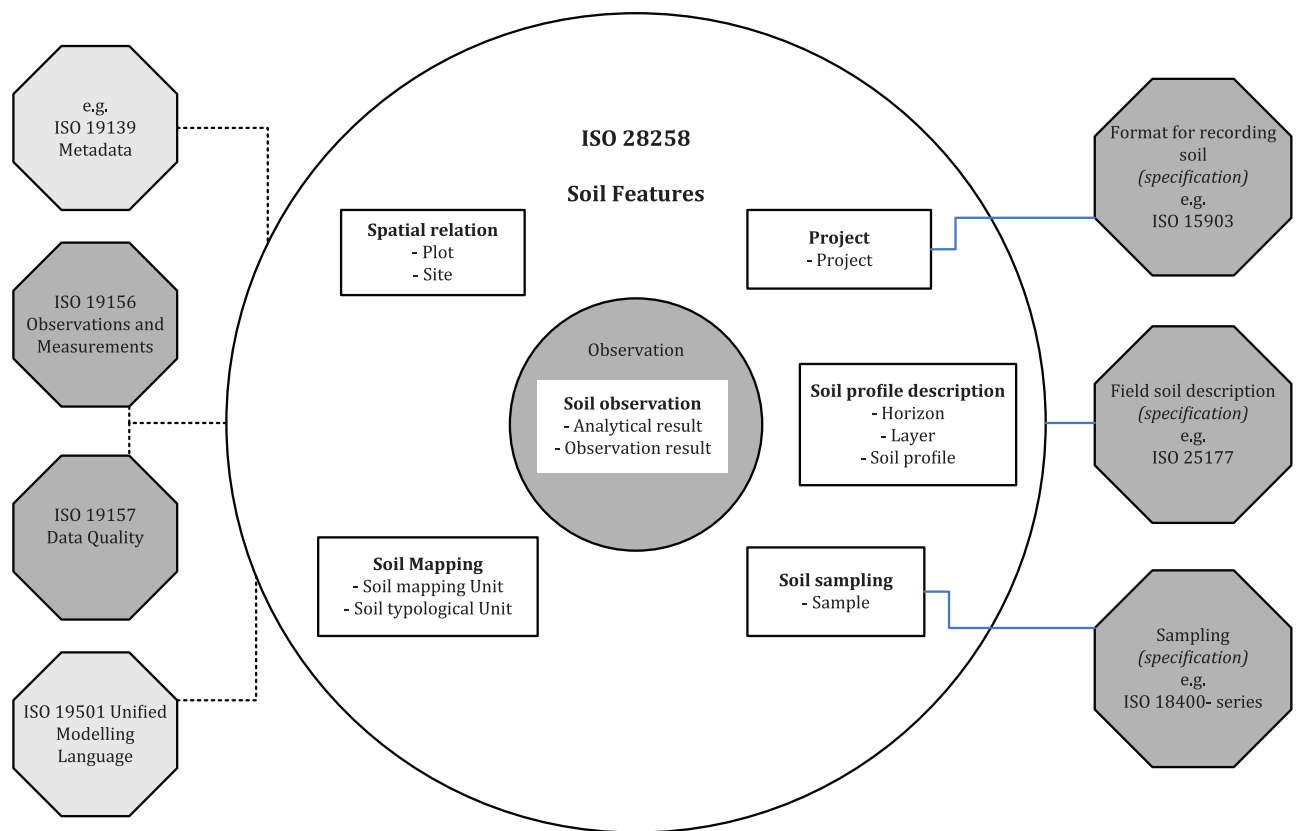 e.g.
ISO 19139
Metadata
ISO 19156
Observations and
Measurements
ISO 19157
Data Quality
ISO 19501 Unified
Modelling
Language
ISO 28258
Soil Features
Spatial relation
- Plot
- Site
Project
- Project
Observation
Soil observation
- Analytical result
- Observation result
Soil profile description
- Horizon
- Layer
- Soil profile
Soil Mapping
- Soil mapping Unit
- Soil typological Unit
Soil sampling
- Sample
Format for recording
soil
(specification)
e.g.
ISO 15903
Field soil description
(specification)
e.g.
ISO 25177
Sampling
(specification)
e.g.
ISO 18400- series